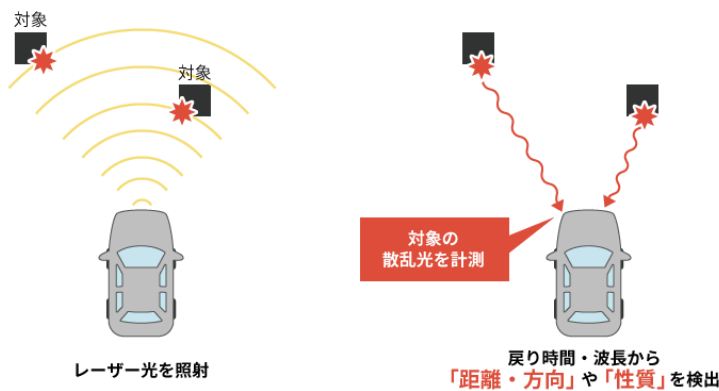 対象
対象
レーザー光を照射
対象の
散乱光を計測
戻り時間・波長から
「距離・方向」や「性質」を検出